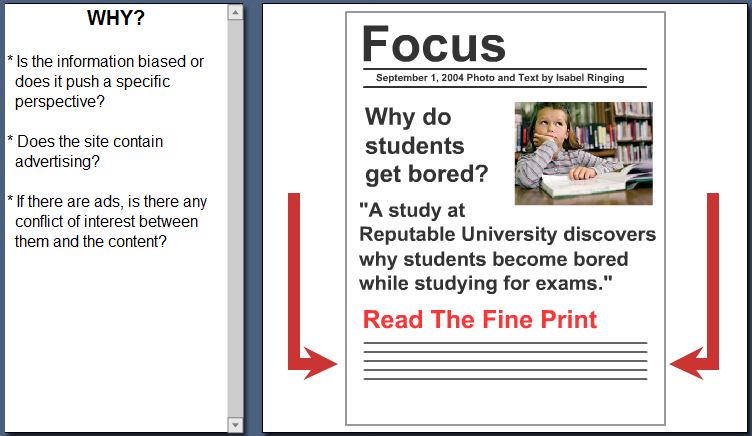 WHY?
* Is the information biased or
does it push a specific
perspective?
* Does the site contain
advertising?
* If there are ads, is there any
conflict of interest between
them and the content?
Focus
September 1, 2004 Photo and Text by Isabel Ringing
Why do
students
get bored?
"A study at
Reputable University discovers
why students become bored
while studying for exams."
Read The Fine Print